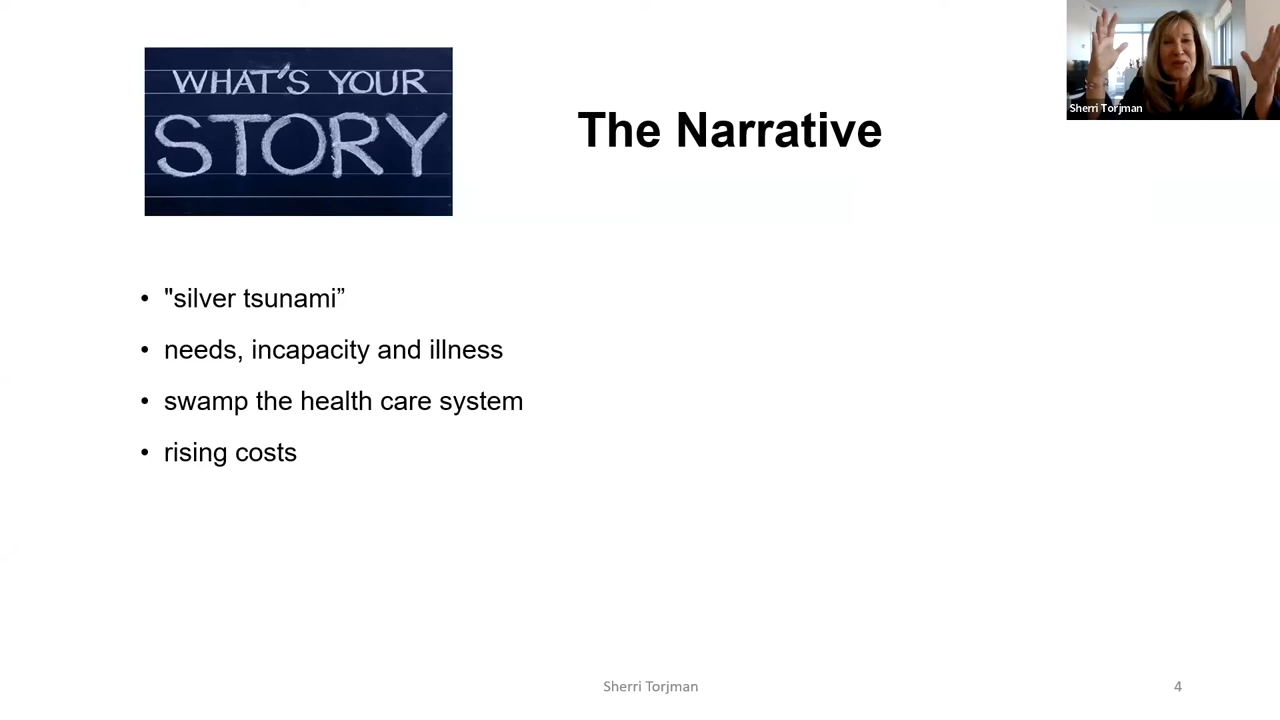 WHAT'S YOUR
STORY
The Narrative
Sherri Torjman
• "silver tsunami”
• needs, incapacity and illness
• swamp the health care system
• rising costs
Sherri Torjman
4